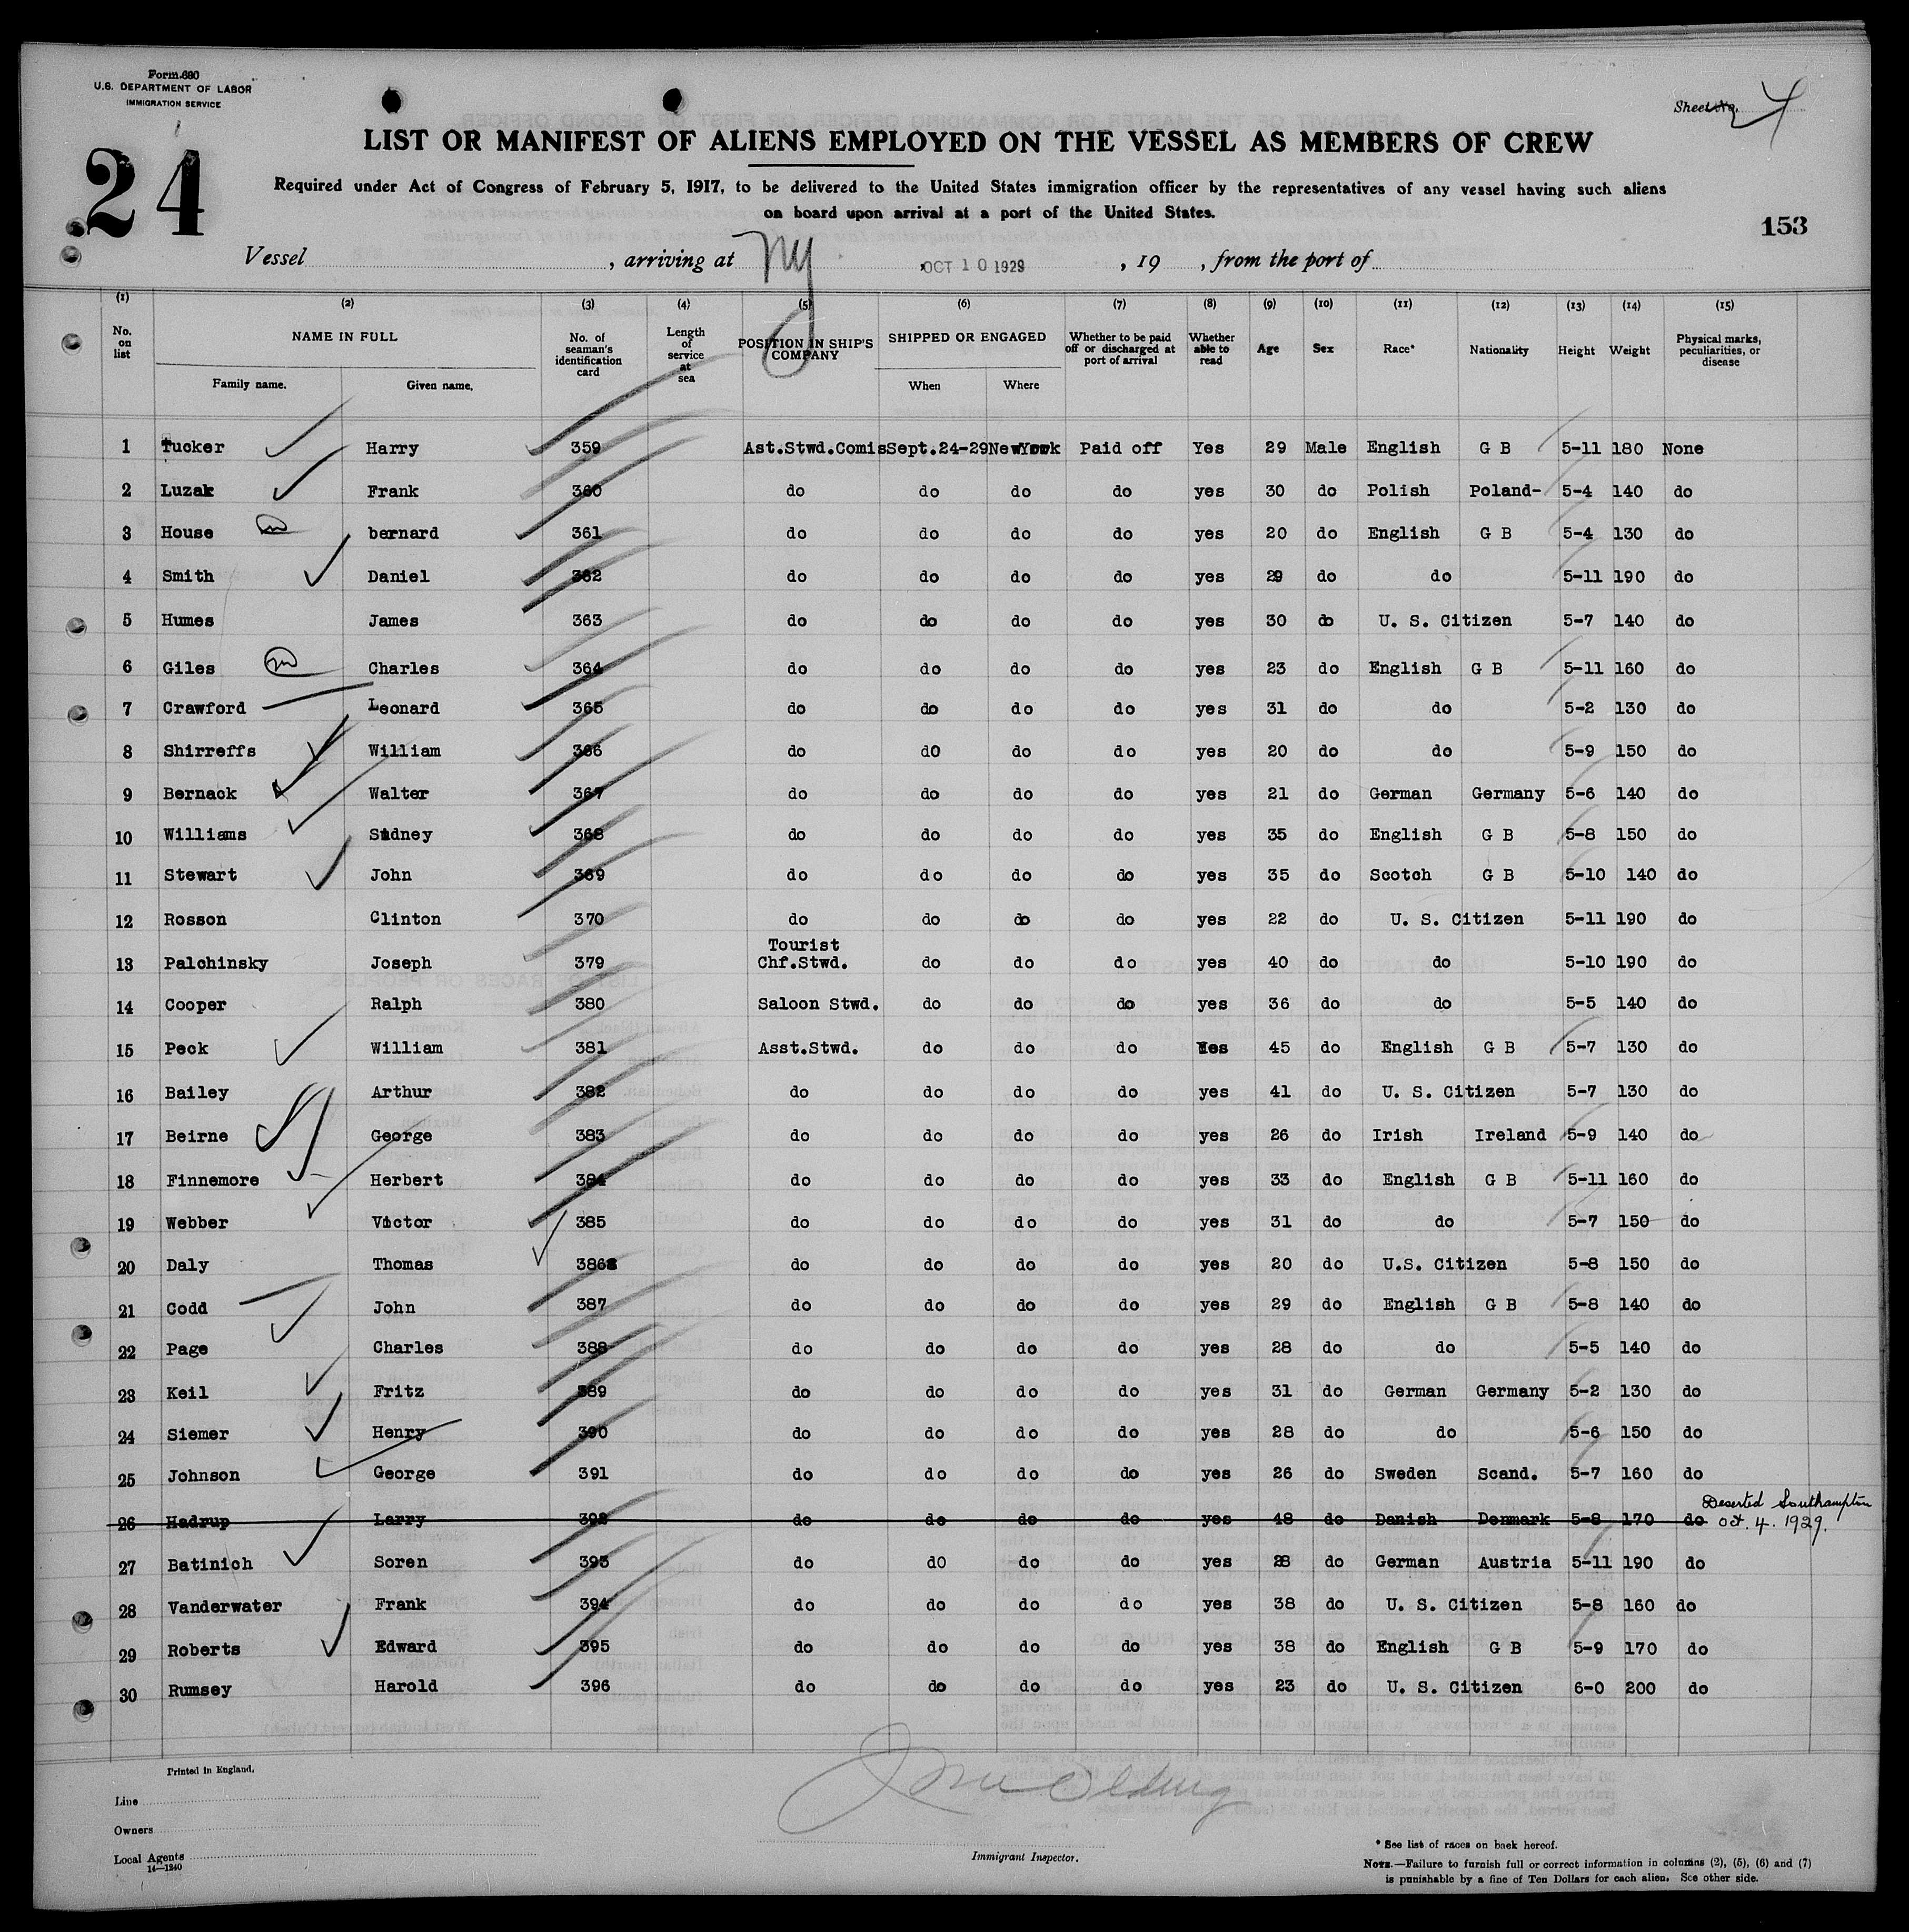 Form 680
U.S. DEPARTMENT OF LABOR
IMMIGRATION SERVICE
Sheet No. 4
24
LIST OR MANIFEST OF ALIENS EMPLOYED ON THE VESSEL AS MEMBERS OF CREW
Required under Act of Congress of February 5, 1917, to be delivered to the United States immigration officer by the representatives of any vessel having such aliens
on board upon arrival at a port of the United States.
153
Vessel , arriving at NY OCT 10 1929 , 19 , from the port of
(1) (2) (3) (4) (5) (6) (7) (8) (9) (10) (11) (12) (13) (14) (15)
No. on list NAME IN FULL Family name. Given name. No. of seaman's identification card Length of service at sea POSITION IN SHIP'S COMPANY SHIPPED OR ENGAGED When Where Whether to be paid off or discharged at port of arrival Whether able to read Age Sex Race* Nationality Height Weight Physical marks, peculiarities, or disease
1 Tucker Harry 359 Ast.Stwd.Comis Sept.24-29 New York Paid off Yes 29 Male English G B 5-11 180 None
2 Luzak Frank 360 do do do do yes 30 do Polish Poland- 5-4 140 do
3 House bernard 361 do do do do yes 20 do English G B 5-4 130 do
4 Smith Daniel 362 do do do do yes 29 do do 5-11 190 do
5 Humes James 363 do do do do yes 30 do U. S. Citizen 5-7 140 do
6 Giles Charles 364 do do do do yes 23 do English G B 5-11 160 do
7 Crawford Leonard 365 do do do do yes 31 do do 5-2 130 do
8 Shirreffs William 366 do do do do yes 20 do do 5-9 150 do
9 Bernack Walter 367 do do do do yes 21 do German Germany 5-6 140 do
10 Williams Sidney 368 do do do do yes 35 do English G B 5-8 150 do
11 Stewart John 369 do do do do yes 35 do Scotch G B 5-10 140 do
12 Rosson Clinton 370 do do do do yes 22 do U. S. Citizen 5-11 190 do
13 Palchinsky Joseph 379 Tourist Chf.Stwd. do do do yes 40 do do 5-10 190 do
14 Cooper Ralph 380 Saloon Stwd. do do do yes 36 do do 5-5 140 do
15 Peck William 381 Asst.Stwd. do do do Yes 45 do English G B 5-7 130 do
16 Bailey Arthur 382 do do do do yes 41 do U. S. Citizen 5-7 130 do
17 Beirne George 383 do do do do yes 26 do Irish Ireland 5-9 140 do
18 Finnemore Herbert 384 do do do do yes 33 do English G B 5-11 160 do
19 Webber Victor 385 do do do do yes 31 do do 5-7 150 do
20 Daly Thomas 386 do do do do yes 20 do U.S. Citizen 5-8 150 do
21 Codd John 387 do do do do yes 29 do English G B 5-8 140 do
22 Page Charles 388 do do do do yes 28 do do 5-5 140 do
23 Keil Fritz 389 do do do do yes 31 do German Germany 5-2 130 do
24 Siemer Henry 390 do do do do yes 28 do do 5-6 150 do
25 Johnson George 391 do do do do yes 26 do Sweden Scand. 5-7 160 do
26 Hadrup Larry 392 do do do do yes 48 do Danish Denmark 5-8 170 do Deserted Southampton Oct. 4. 1929.
27 Batinich Soren 393 do do do do yes 28 do German Austria 5-11 190 do
28 Vanderwater Frank 394 do do do do yes 38 do U. S. Citizen 5-8 160 do
29 Roberts Edward 395 do do do do yes 38 do English G B 5-9 170 do
30 Rumsey Harold 396 do do do do yes 23 do U. S. Citizen 6-0 200 do
Printed in England.
Line
Owners
Local Agents
14—1240
Immigrant Inspector.
* See list of races on back hereof.
NOTE.—Failure to furnish full or correct information in columns (2), (5), (6) and (7)
is punishable by a fine of Ten Dollars for each alien. See other side.